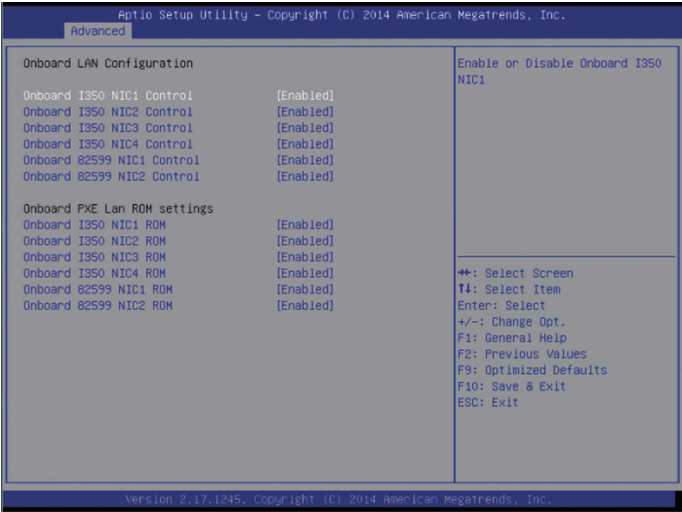 Aptio Setup Utility – Copyright (C) 2014 American Megatrends, Inc.
Advanced
Onboard LAN Configuration
Onboard I350 NIC1 Control [Enabled]
Onboard I350 NIC2 Control [Enabled]
Onboard I350 NIC3 Control [Enabled]
Onboard I350 NIC4 Control [Enabled]
Onboard 82599 NIC1 Control [Enabled]
Onboard 82599 NIC2 Control [Enabled]
Onboard PXE Lan ROM settings
Onboard I350 NIC1 ROM [Enabled]
Onboard I350 NIC2 ROM [Enabled]
Onboard I350 NIC3 ROM [Enabled]
Onboard I350 NIC4 ROM [Enabled]
Onboard 82599 NIC1 ROM [Enabled]
Onboard 82599 NIC2 ROM [Enabled]
Enable or Disable Onboard I350
NIC1
→←: Select Screen
↑↓: Select Item
Enter: Select
+/-: Change Opt.
F1: General Help
F2: Previous Values
F9: Optimized Defaults
F10: Save & Exit
ESC: Exit
Version 2.17.1245. Copyright (C) 2014 American Megatrends, Inc.